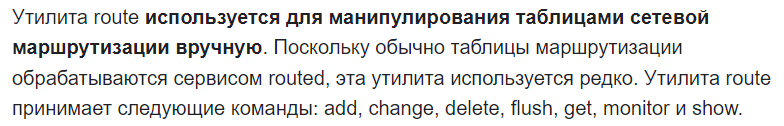 Утилита route используется для манипулирования таблицами сетевой
маршрутизации вручную. Поскольку обычно таблицы маршрутизации
обрабатываются сервисом routed, эта утилита используется редко. Утилита route
принимает следующие команды: add, change, delete, flush, get, monitor и show.